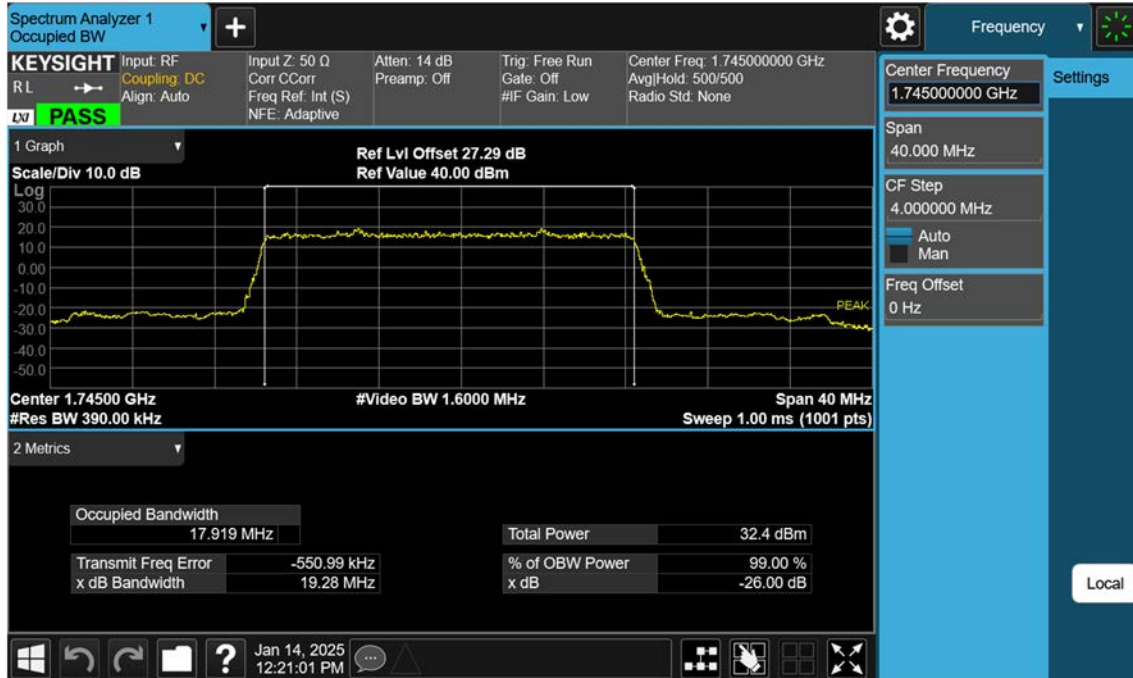 Spectrum Analyzer 1
Occupied BW
+
Frequency
KEYSIGHT
R L
LXI PASS
Input: RF
Coupling: DC
Align: Auto
Input Z: 50 Ω
Corr CCorr
Freq Ref: Int (S)
NFE: Adaptive
Atten: 14 dB
Preamp: Off
Trig: Free Run
Gate: Off
#IF Gain: Low
Center Freq: 1.745000000 GHz
Avg|Hold: 500/500
Radio Std: None
Center Frequency
1.745000000 GHz
Settings
Span
40.000 MHz
CF Step
4.000000 MHz
Auto
Man
Freq Offset
0 Hz
Local
1 Graph
Scale/Div 10.0 dB
Ref Lvl Offset 27.29 dB
Ref Value 40.00 dBm
Log
30.0
20.0
10.0
0.00
-10.0
-20.0
-30.0
-40.0
-50.0
PEAK
Center 1.74500 GHz
#Video BW 1.6000 MHz
Span 40 MHz
#Res BW 390.00 kHz
Sweep 1.00 ms (1001 pts)
2 Metrics
Occupied Bandwidth
17.919 MHz
Total Power 32.4 dBm
Transmit Freq Error -550.99 kHz
% of OBW Power 99.00 %
x dB Bandwidth 19.28 MHz
x dB -26.00 dB
?
Jan 14, 2025
12:21:01 PM